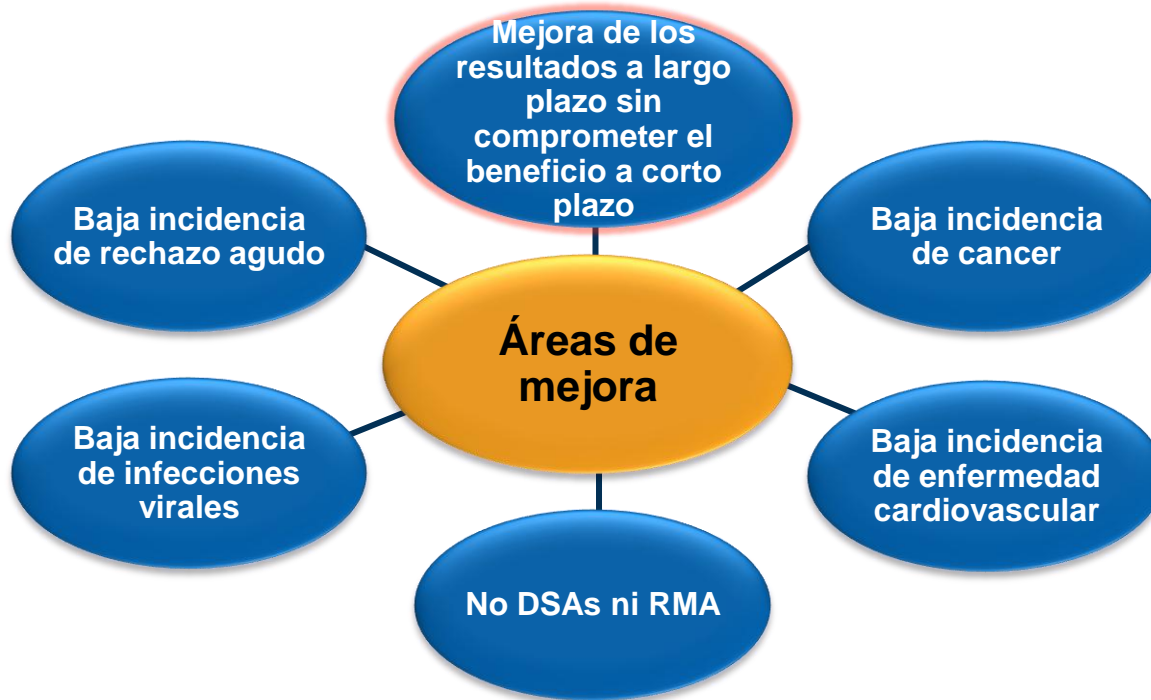 Mejora de los
resultados a largo
plazo sin
comprometer el
beneficio a corto
plazo
Baja incidencia
de rechazo agudo
Baja incidencia
de cancer
Áreas de
mejora
Baja incidencia
de infecciones
virales
Baja incidencia
de enfermedad
cardiovascular
No DSAs ni RMA